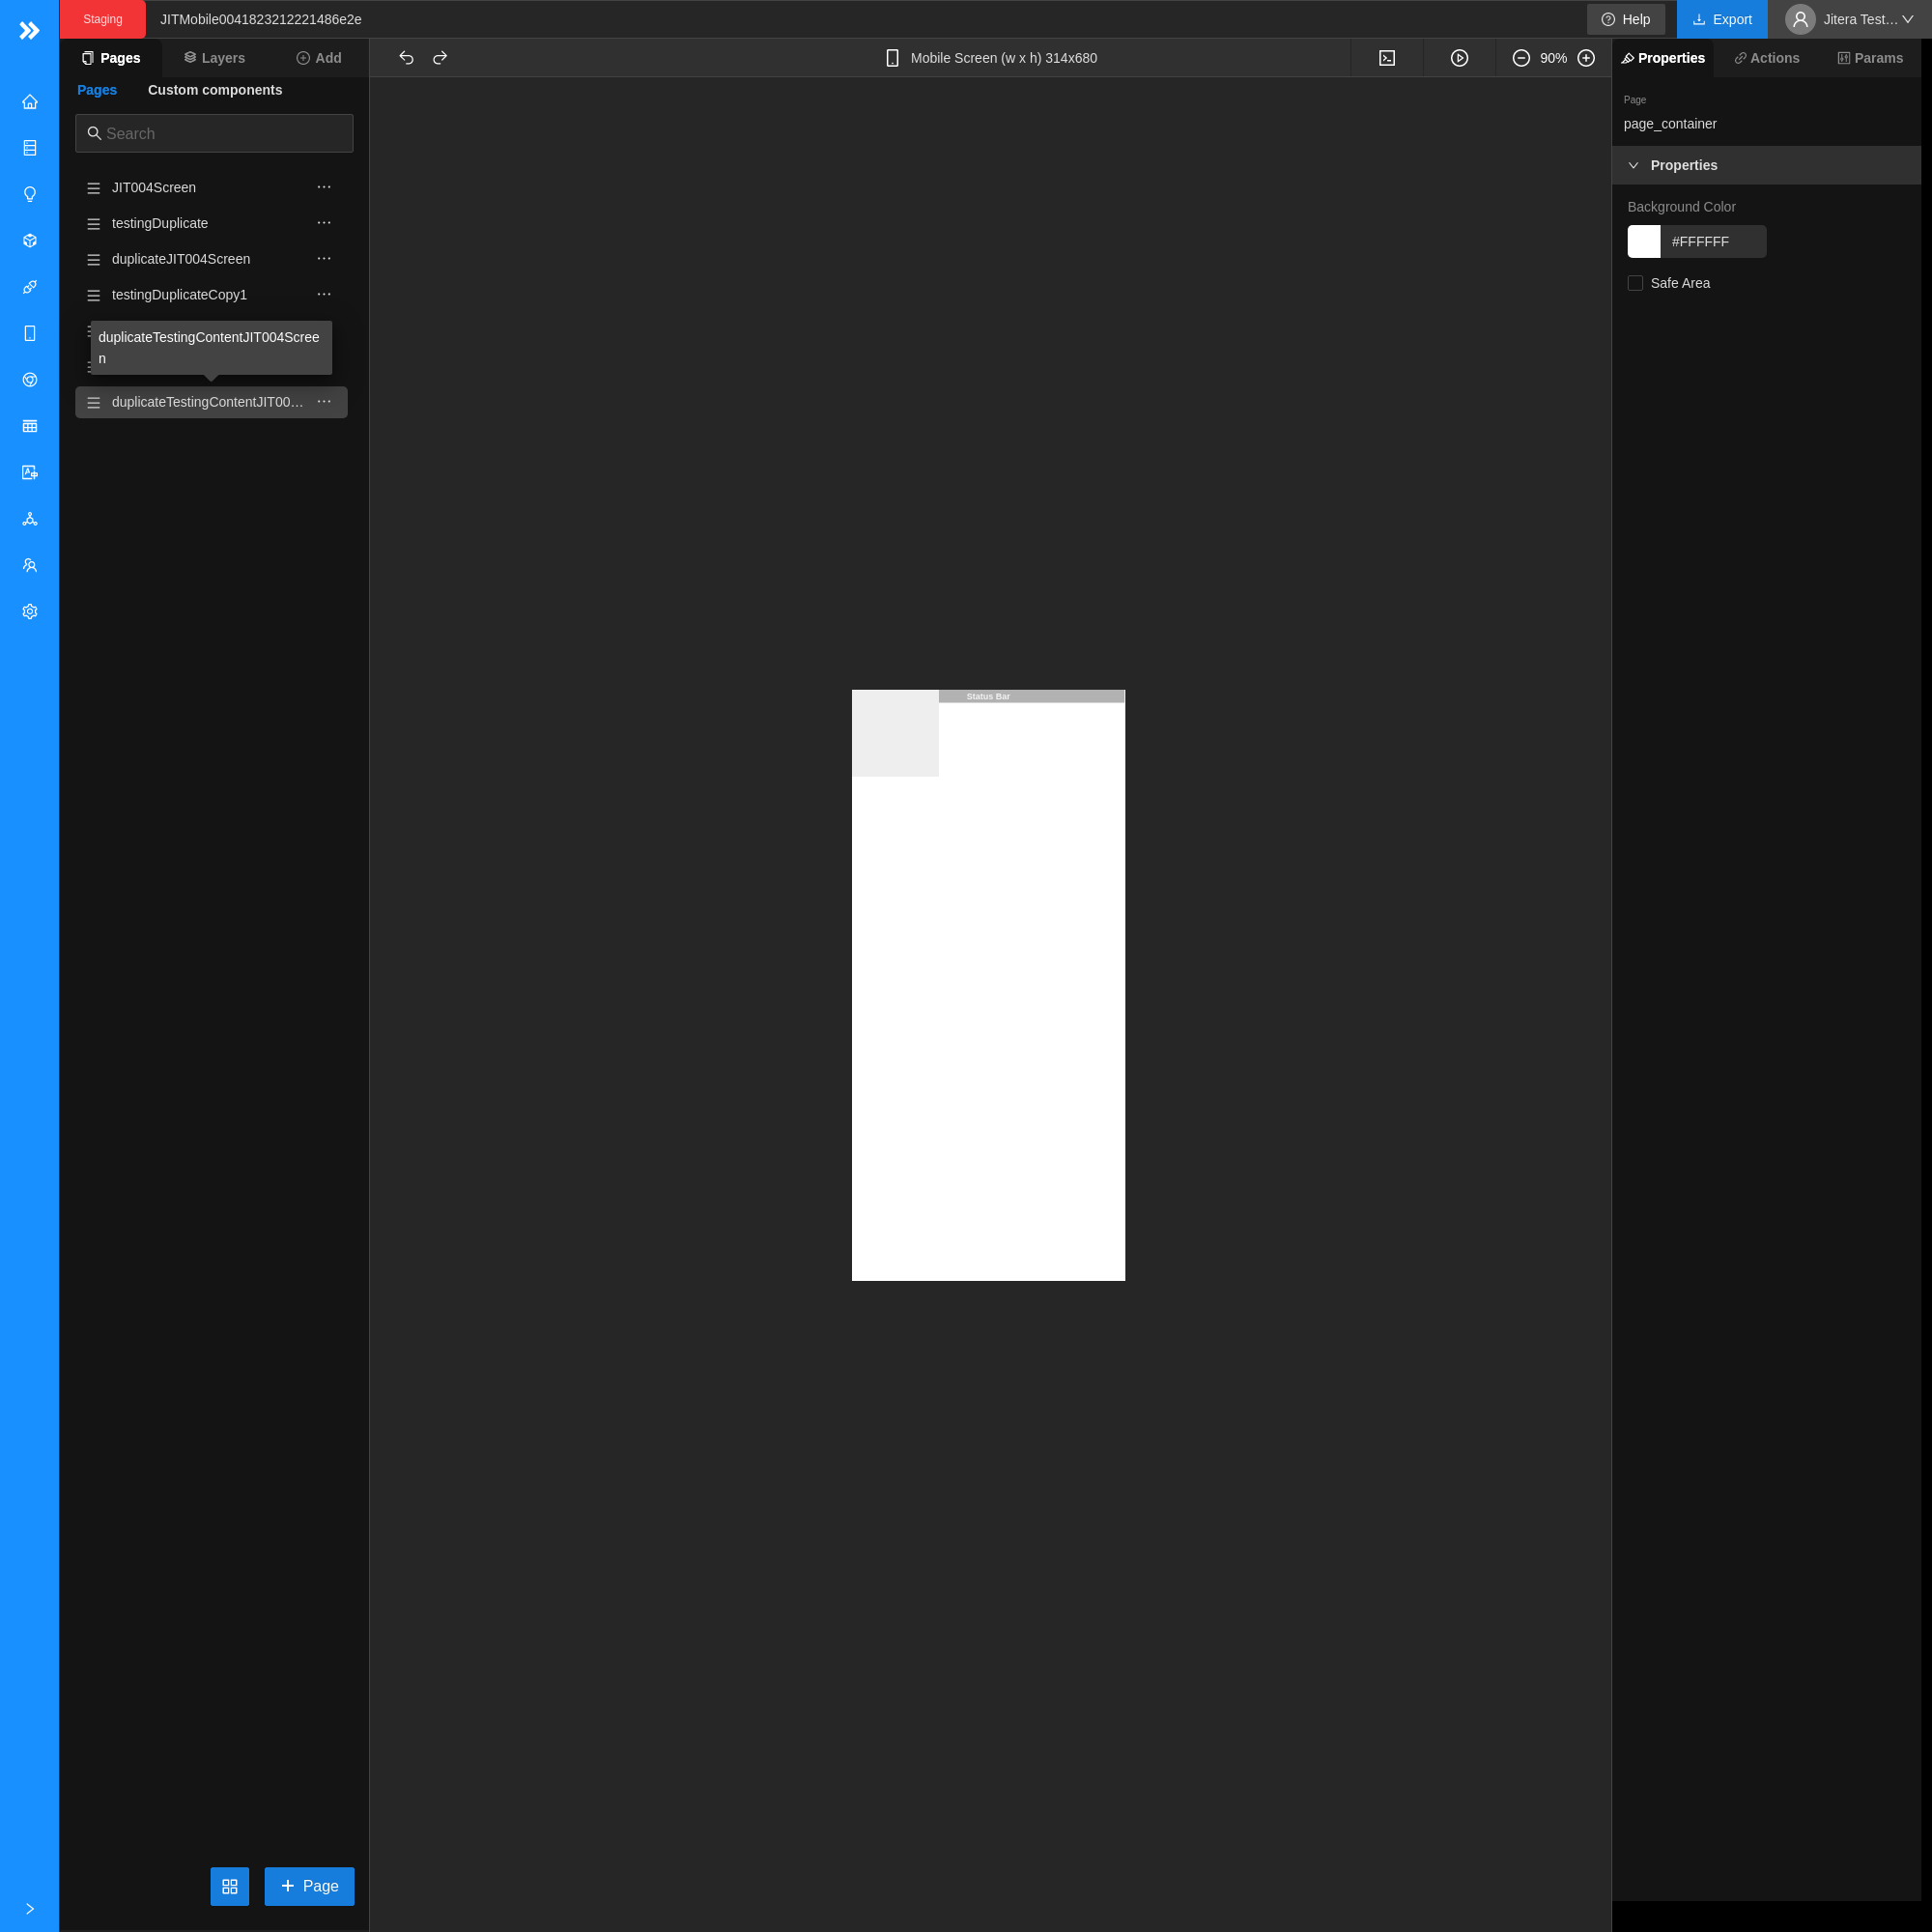 Staging
JITMobile0041823212221486e2e
Help
Export
Jitera Test…
Pages
Layers
Add
Mobile Screen (w x h) 314x680
90%
Properties
Actions
Params
Pages
Custom components
Search
JIT004Screen
testingDuplicate
duplicateJIT004Screen
testingDuplicateCopy1
duplicateTestingContentJIT004Scree
n
duplicateTestingContentJIT00…
Status Bar
Page
page_container
Properties
Background Color
#FFFFFF
Safe Area
Page